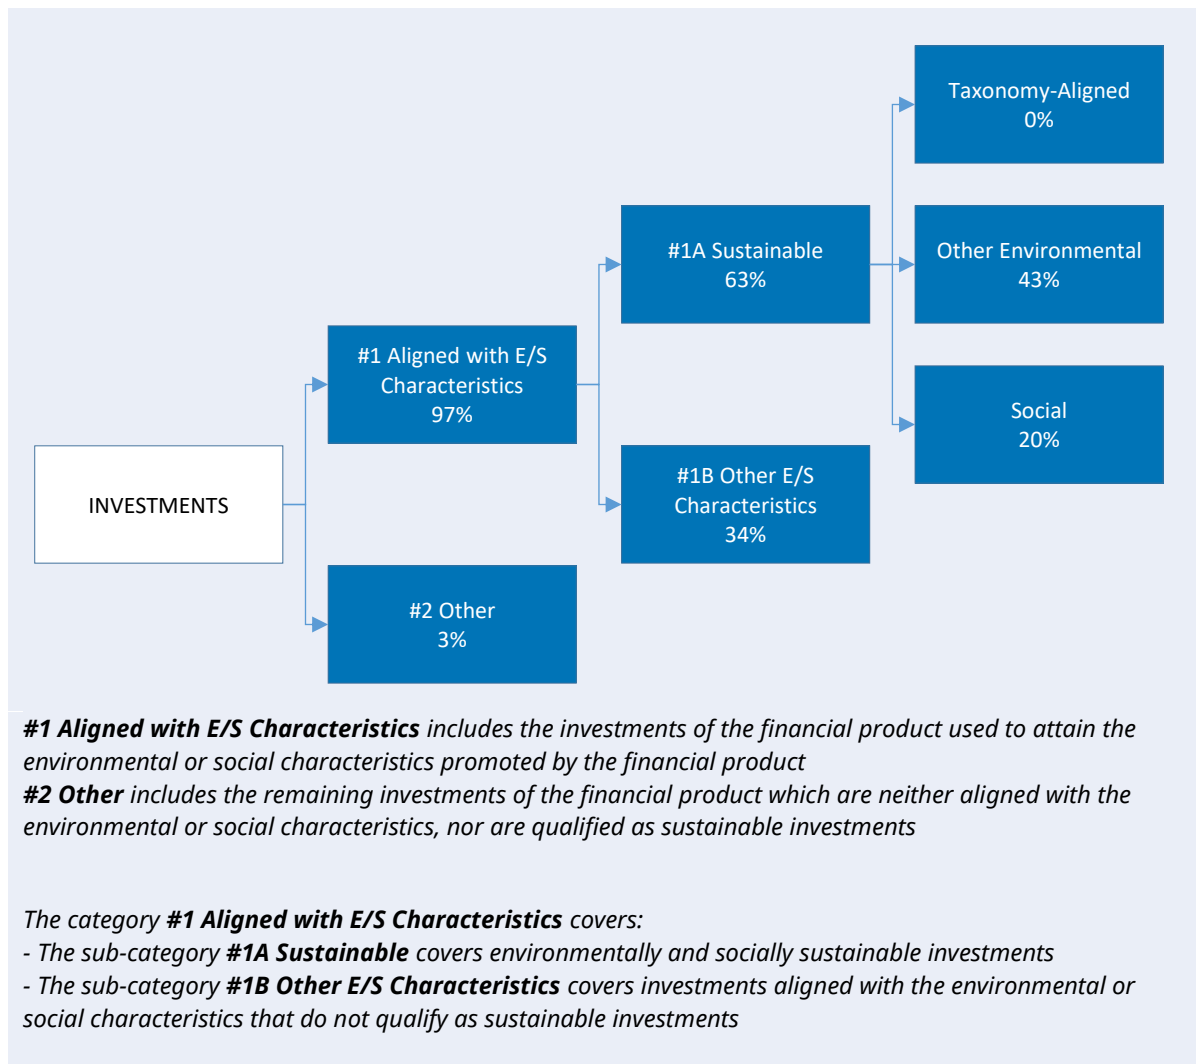 Taxonomy-Aligned
0%
#1A Sustainable
63%
Other Environmental
43%
#1 Aligned with E/S
Characteristics
97%
Social
20%
INVESTMENTS
#1B Other E/S
Characteristics
34%
#2 Other
3%
#1 Aligned with E/S Characteristics includes the investments of the financial product used to attain the
environmental or social characteristics promoted by the financial product
#2 Other includes the remaining investments of the financial product which are neither aligned with the
environmental or social characteristics, nor are qualified as sustainable investments
The category #1 Aligned with E/S Characteristics covers:
- The sub-category #1A Sustainable covers environmentally and socially sustainable investments
- The sub-category #1B Other E/S Characteristics covers investments aligned with the environmental or
social characteristics that do not qualify as sustainable investments